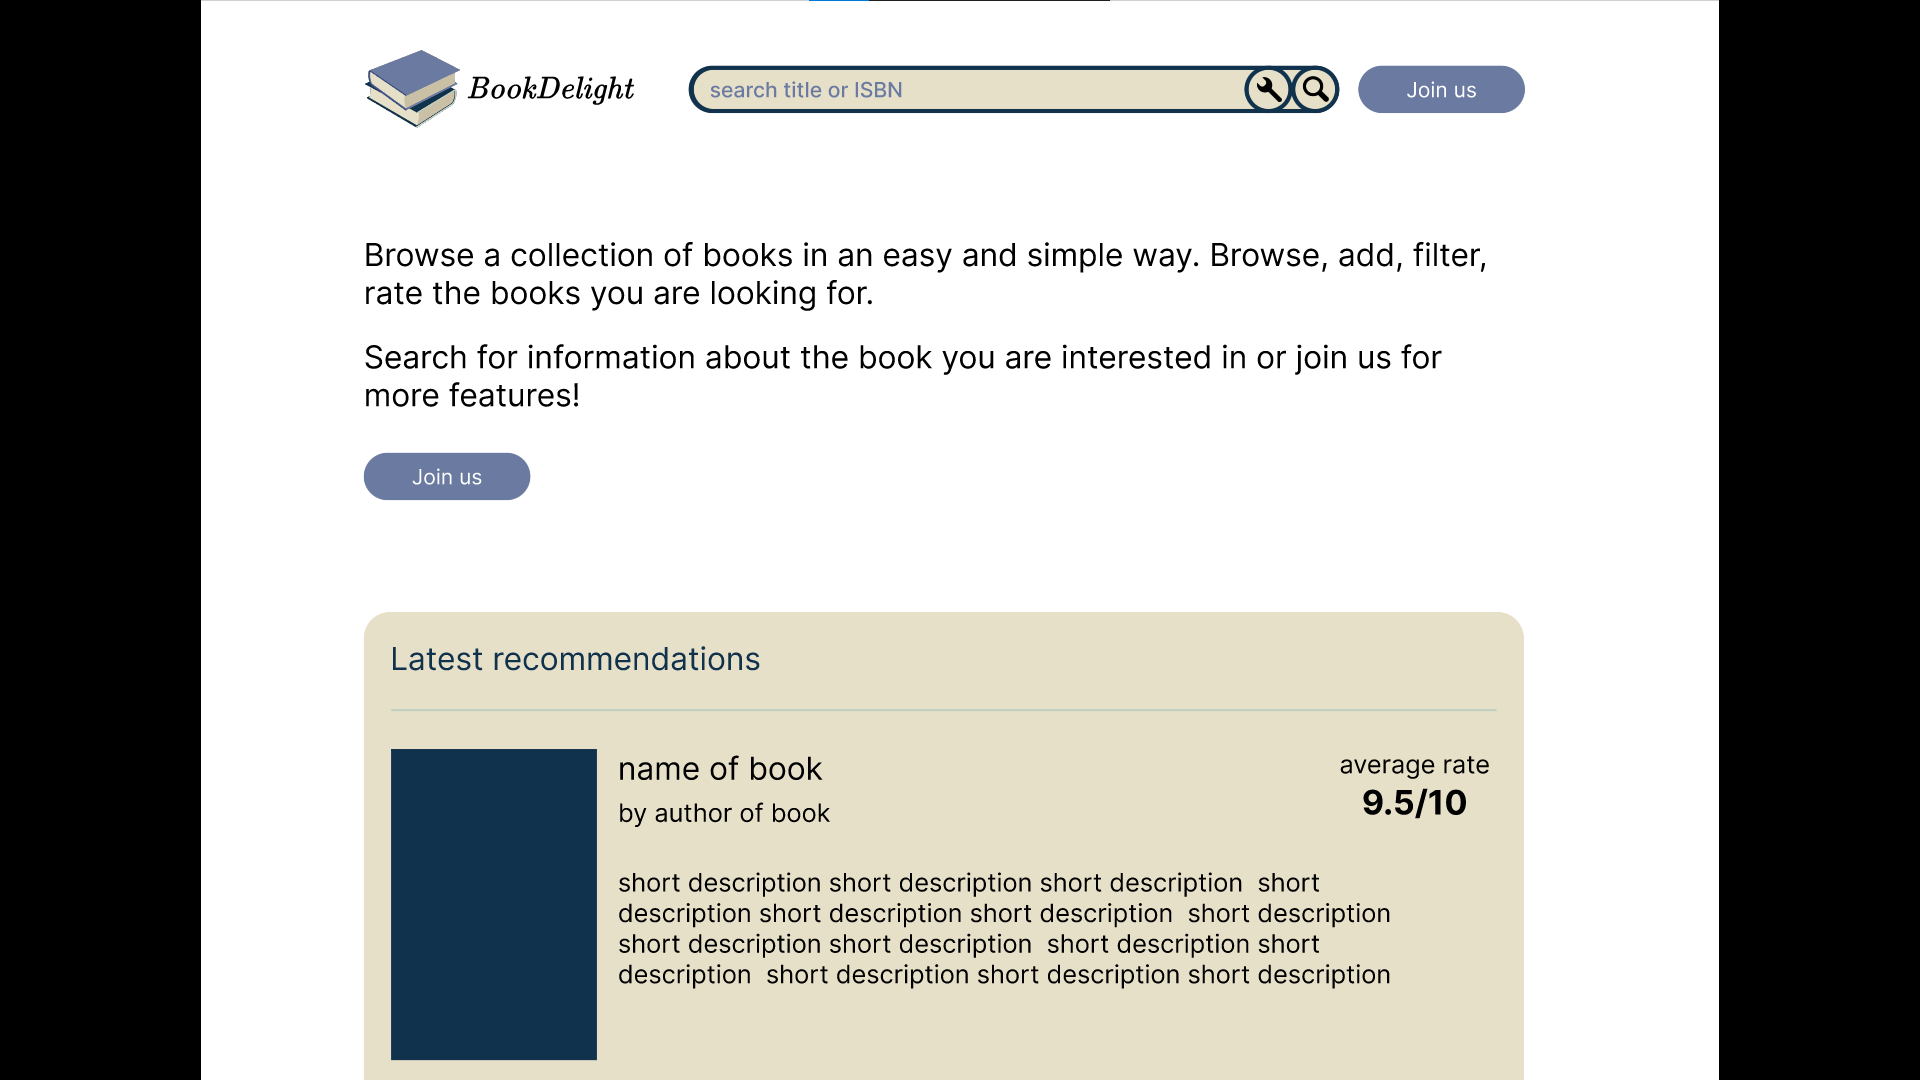 BookDelight
search title or ISBN
Join us
Browse a collection of books in an easy and simple way. Browse, add, filter,
rate the books you are looking for.
Search for information about the book you are interested in or join us for
more features!
Join us
Latest recommendations
name of book
by author of book
average rate
9.5/10
short description short description short description  short
description short description short description  short description
short description short description  short description short
description  short description short description short description